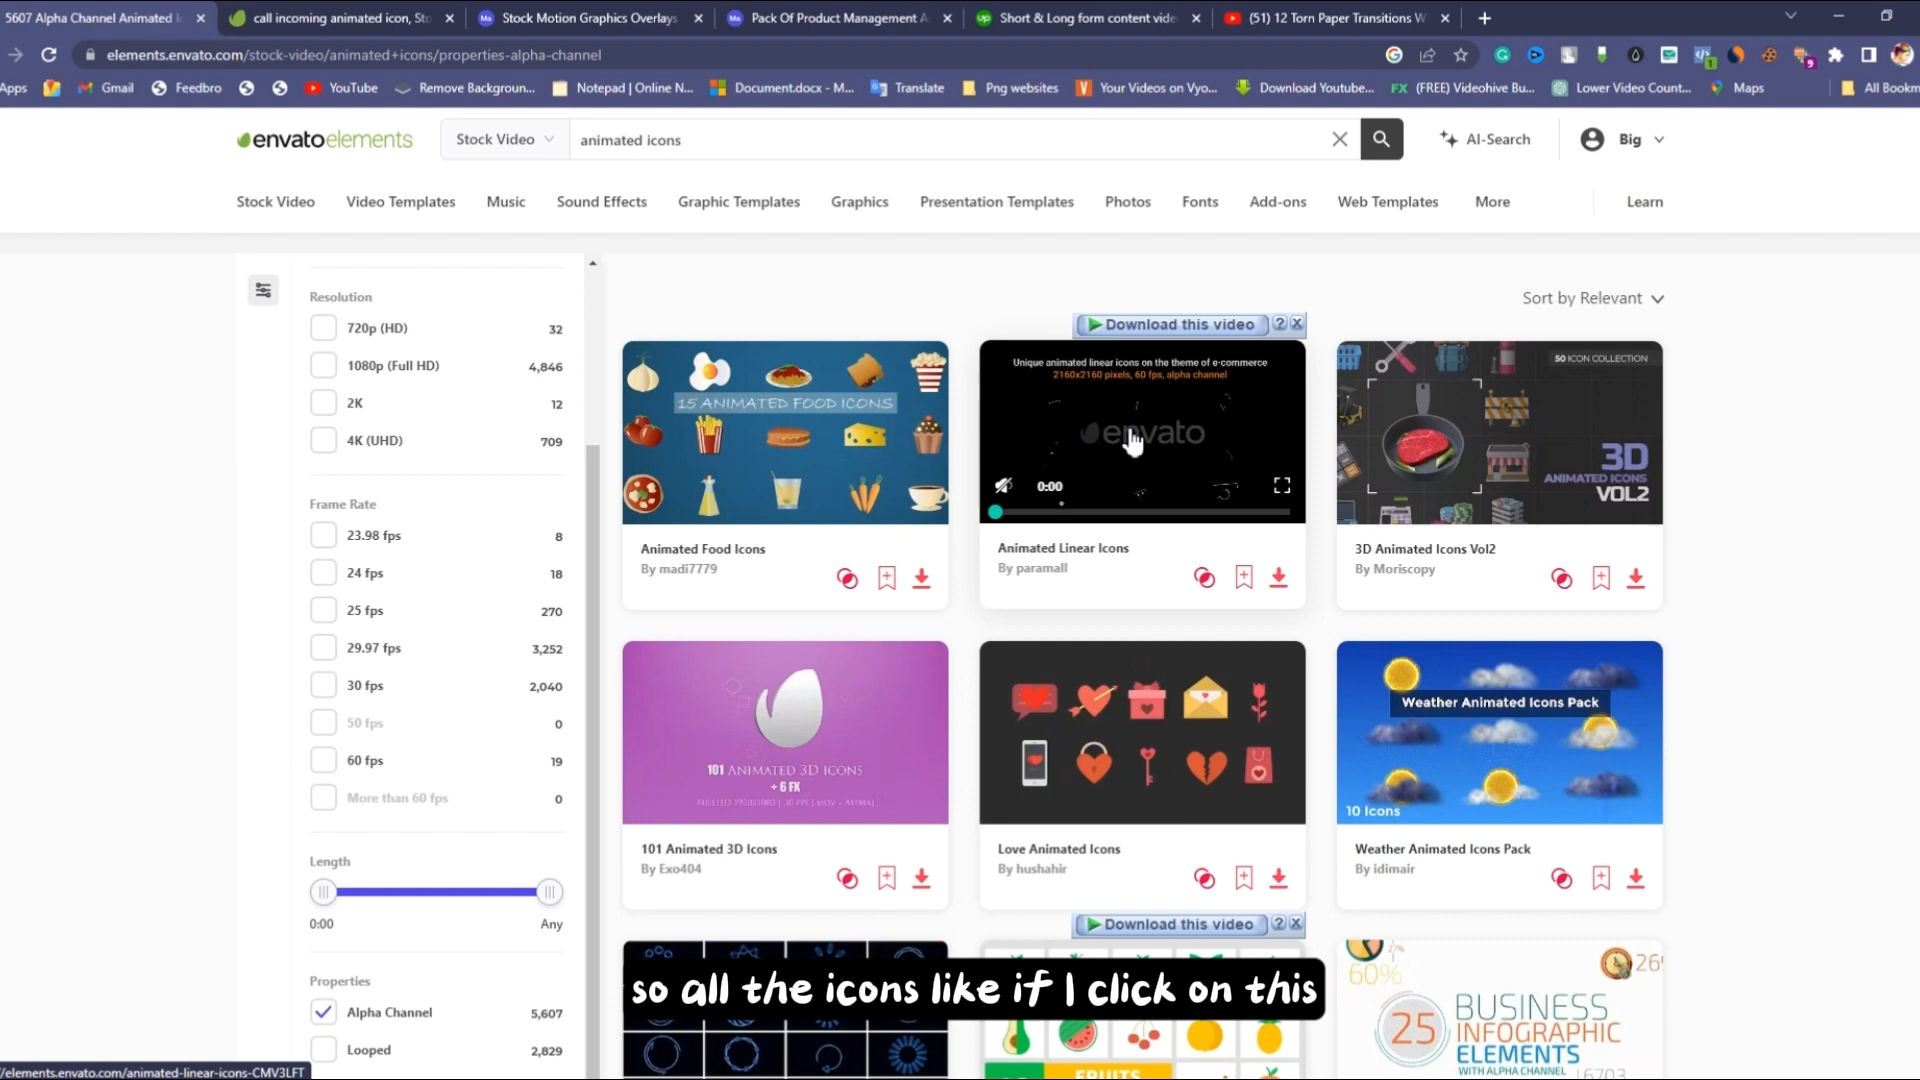 5607 Alpha Channel Animated I
call incoming animated icon, Sto
Stock Motion Graphics Overlays
Pack Of Product Management A
Short & Long form content vide
(51) 12 Torn Paper Transitions W
elements.envato.com/stock-video/animated+icons/properties-alpha-channel
Apps
Gmail
Feedbro
YouTube
Remove Backgroun...
Notepad | Online N...
Document.docx - M...
Translate
Png websites
Your Videos on Vyo...
Download Youtube...
FX (FREE) Videohive Bu...
Lower Video Count...
Maps
All Bookm
envatoelements
Stock Video
animated icons
AI-Search
Big
Stock Video
Video Templates
Music
Sound Effects
Graphic Templates
Graphics
Presentation Templates
Photos
Fonts
Add-ons
Web Templates
More
Learn
Resolution
720p (HD) 32
1080p (Full HD) 4,846
2K 12
4K (UHD) 709
Frame Rate
23.98 fps 8
24 fps 18
25 fps 270
29.97 fps 3,252
30 fps 2,040
50 fps 0
60 fps 19
More than 60 fps 0
Length
0:00 Any
Properties
Alpha Channel 5,607
Looped 2,829
/elements.envato.com/animated-linear-icons-CMV3LFT
Sort by Relevant
15 ANIMATED FOOD ICONS
Animated Food Icons
By madi7779
Download this video
Unique animated linear icons on the theme of e-commerce
2160x2160 pixels, 60 fps, alpha channel
envato
0:00
Animated Linear Icons
By paramall
50 ICON COLLECTION
3D
ANIMATED ICONS
VOL2
3D Animated Icons Vol2
By Moriscopy
101 ANIMATED 3D ICONS
+ 6 FX
FULLHD 1920X1080 | 30 FPS | MOV + ALPHA
101 Animated 3D Icons
By Exo404
Love Animated Icons
By hushahir
Weather Animated Icons Pack
10 Icons
Weather Animated Icons Pack
By idimair
Download this video
so all the icons like if I click on this
FRUITS
60%
26
25
BUSINESS
INFOGRAPHIC
ELEMENTS
WITH ALPHA CHANNEL